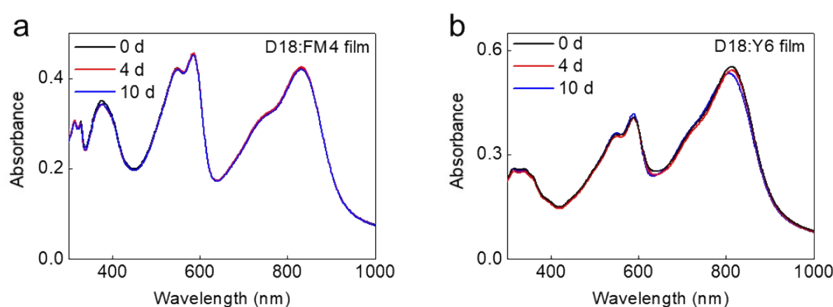 a
D18:FM4 film
0 d
4 d
10 d
0.4
0.2
0.0
Absorbance
400 600 800 1000
Wavelength (nm)
b
D18:Y6 film
0 d
4 d
10 d
0.6
0.3
0.0
Absorbance
400 600 800 1000
Wavelength (nm)